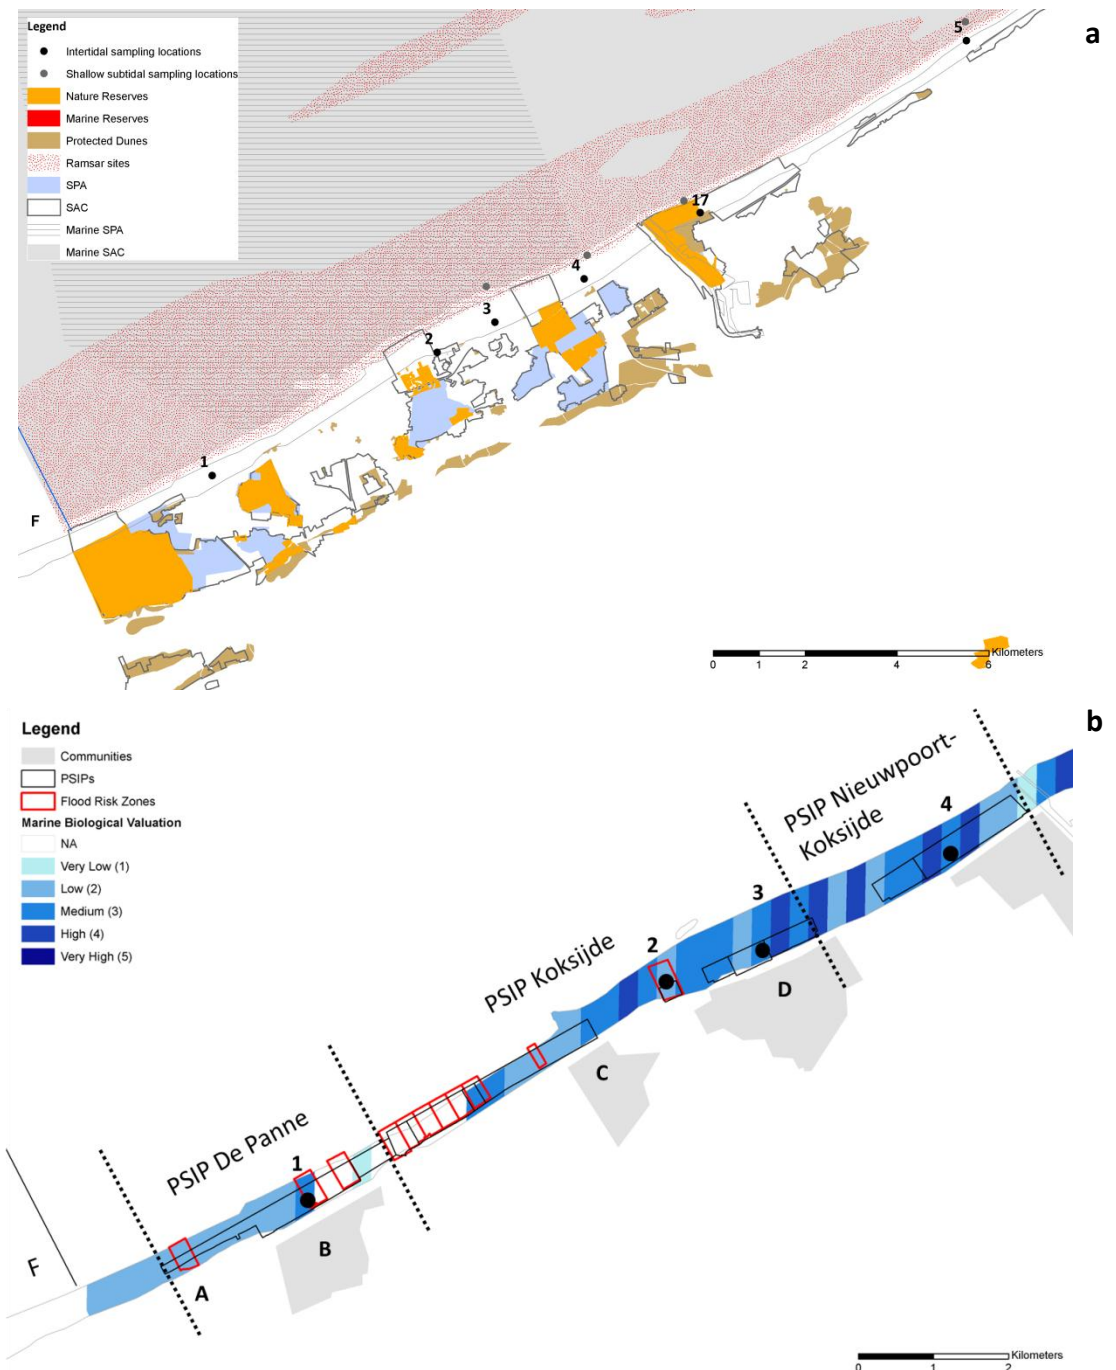 a
Legend
Intertidal sampling locations
Shallow subtidal sampling locations
Nature Reserves
Marine Reserves
Protected Dunes
Ramsar sites
SPA
SAC
Marine SPA
Marine SAC
5
17
4
3
2
1
F
0 1 2 4 6 Kilometers
b
Legend
Communities
PSIPs
Flood Risk Zones
Marine Biological Valuation
NA
Very Low (1)
Low (2)
Medium (3)
High (4)
Very High (5)
PSIP Nieuwpoort-
Koksijde
4
3
PSIP Koksijde
2
D
C
PSIP De Panne
1
B
F
A
0 1 2 Kilometers